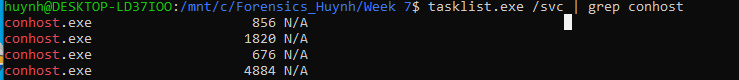 huynh@DESKTOP-LD37IOO:/mnt/c/Forensics_Huynh/Week 7$ tasklist.exe /svc | grep conhost
conhost.exe 856 N/A
conhost.exe 1820 N/A
conhost.exe 676 N/A
conhost.exe 4884 N/A